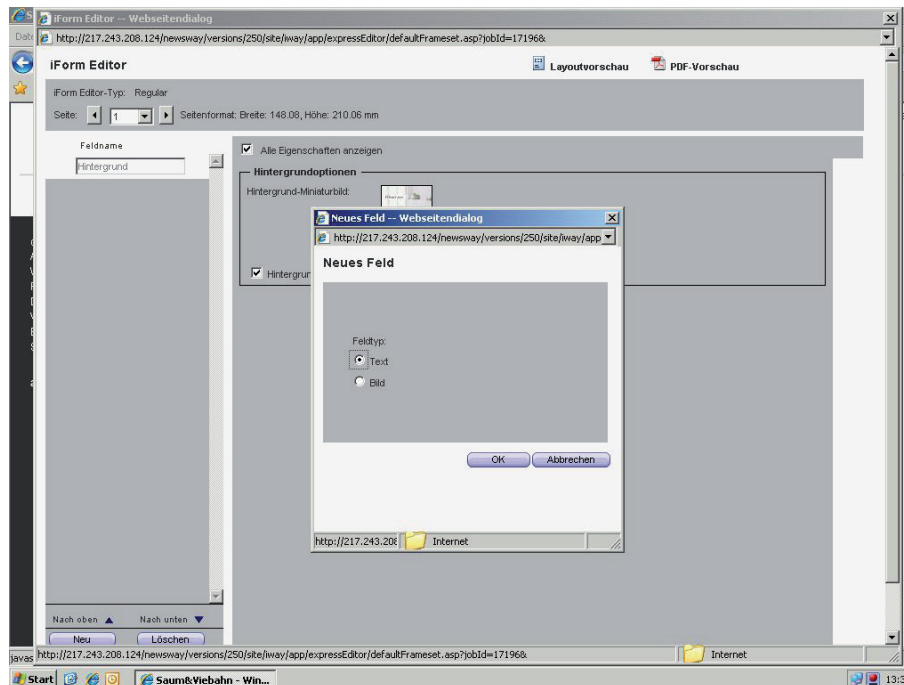 iForm Editor -- Webseitendialog
http://217.243.208.124/newsway/versions/250/site/iway/app/expressEditor/defaultFrameset.asp?jobId=17196&
iForm Editor
Layoutvorschau
PDF-Vorschau
iForm Editor-Typ: Regular
Seite: 1 Seitenformat: Breite: 148.08, Höhe: 210.06 mm
Feldname
Hintergrund
Alle Eigenschaften anzeigen
Hintergrundoptionen
Hintergrund-Miniaturbild:
Neues Feld -- Webseitendialog
http://217.243.208.124/newsway/versions/250/site/iway/app
Neues Feld
Hintergrun
Feldtyp:
Text
Bild
OK Abbrechen
http://217.243.208 Internet
Nach oben Nach unten
Neu Löschen
javas
http://217.243.208.124/newsway/versions/250/site/iway/app/expressEditor/defaultFrameset.asp?jobId=17196& Internet
Start Saum&Viebahn - Win... 13:3